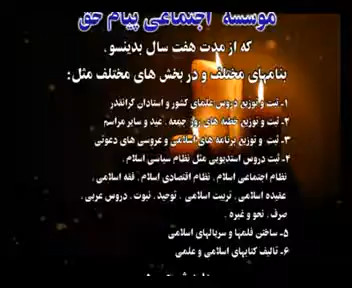 موسسه اجتماعی پیام حق
که از مدت هفت سال بدینسو،
بنامهای مختلف و در بخش های مختلف مثل:
۱- ثبت و توزیع دروس علمای کشور و استادان گرانقدر
۲- ثبت و توزیع خطبه های روز جمعه، عید و سایر مراسم
۳- ثبت و توزیع برنامه های اسلامی و عروسی های دعوتی
۴- ثبت دروس استدیویی مثل نظام سیاسی اسلام،
نظام اجتماعی اسلام، نظام اقتصادی اسلام، فقه اسلامی،
عقیده اسلامی، تربیت اسلامی، توحید، نبوت، دروس عربی،
صرف، نحو و غیره.
۵- ساختن فلمها و سریالهای اسلامی
۶- تالیف کتابهای اسلامی و علمی